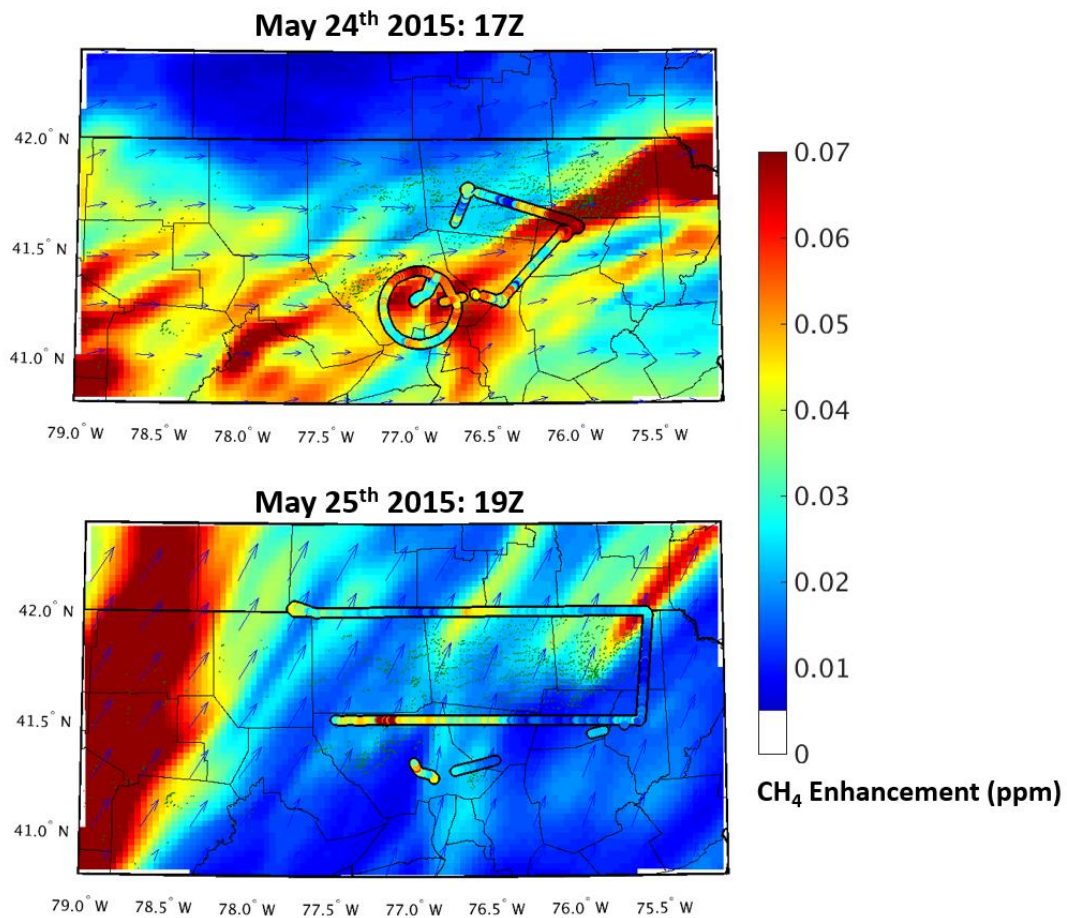 May 24th 2015: 17Z
42.0° N
41.5° N
41.0° N
79.0° W 78.5° W 78.0° W 77.5° W 77.0° W 76.5° W 76.0° W 75.5° W
May 25th 2015: 19Z
42.0° N
41.5° N
41.0° N
79.0° W 78.5° W 78.0° W 77.5° W 77.0° W 76.5° W 76.0° W 75.5° W
0.07
0.06
0.05
0.04
0.03
0.02
0.01
0
CH₄ Enhancement (ppm)